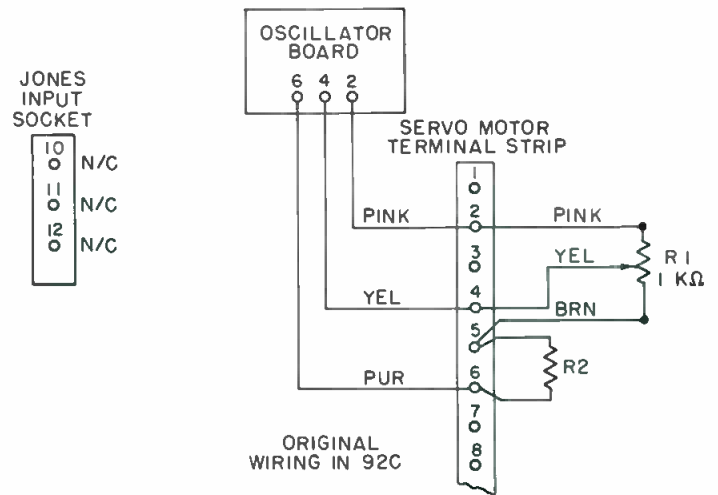 OSCILLATOR
BOARD
6 4 2
JONES
INPUT
SOCKET
10 N/C
11 N/C
12 N/C
SERVO MOTOR
TERMINAL STRIP
1
2
3
4
5
6
7
8
PINK
PINK
YEL
R1
1 KΩ
YEL
BRN
R2
PUR
ORIGINAL
WIRING IN 92C